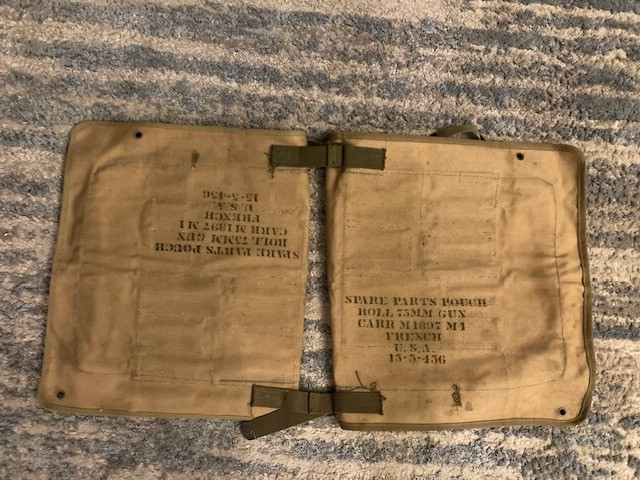 SPARE PARTS POUCH
ROLL 75MM GUN
CARR M1897 M1
FRENCH
U.S.A.
15-5-456
SPARE PARTS POUCH
ROLL 75MM GUN
CARR M1897 M1
FRENCH
U.S.A.
15-5-456